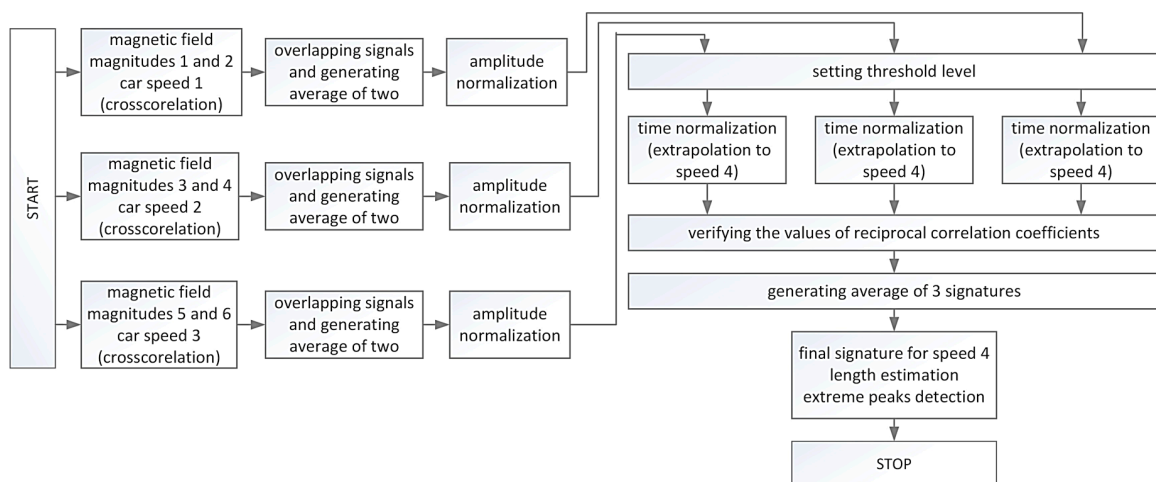 START
magnetic field
magnitudes 1 and 2
car speed 1
(crosscorelation)
overlapping signals
and generating
average of two
amplitude
normalization
magnetic field
magnitudes 3 and 4
car speed 2
(crosscorelation)
overlapping signals
and generating
average of two
amplitude
normalization
magnetic field
magnitudes 5 and 6
car speed 3
(crosscorelation)
overlapping signals
and generating
average of two
amplitude
normalization
setting threshold level
time normalization
(extrapolation to
speed 4)
time normalization
(extrapolation to
speed 4)
time normalization
(extrapolation to
speed 4)
verifying the values of reciprocal correlation coefficients
generating average of 3 signatures
final signature for speed 4
length estimation
extreme peaks detection
STOP